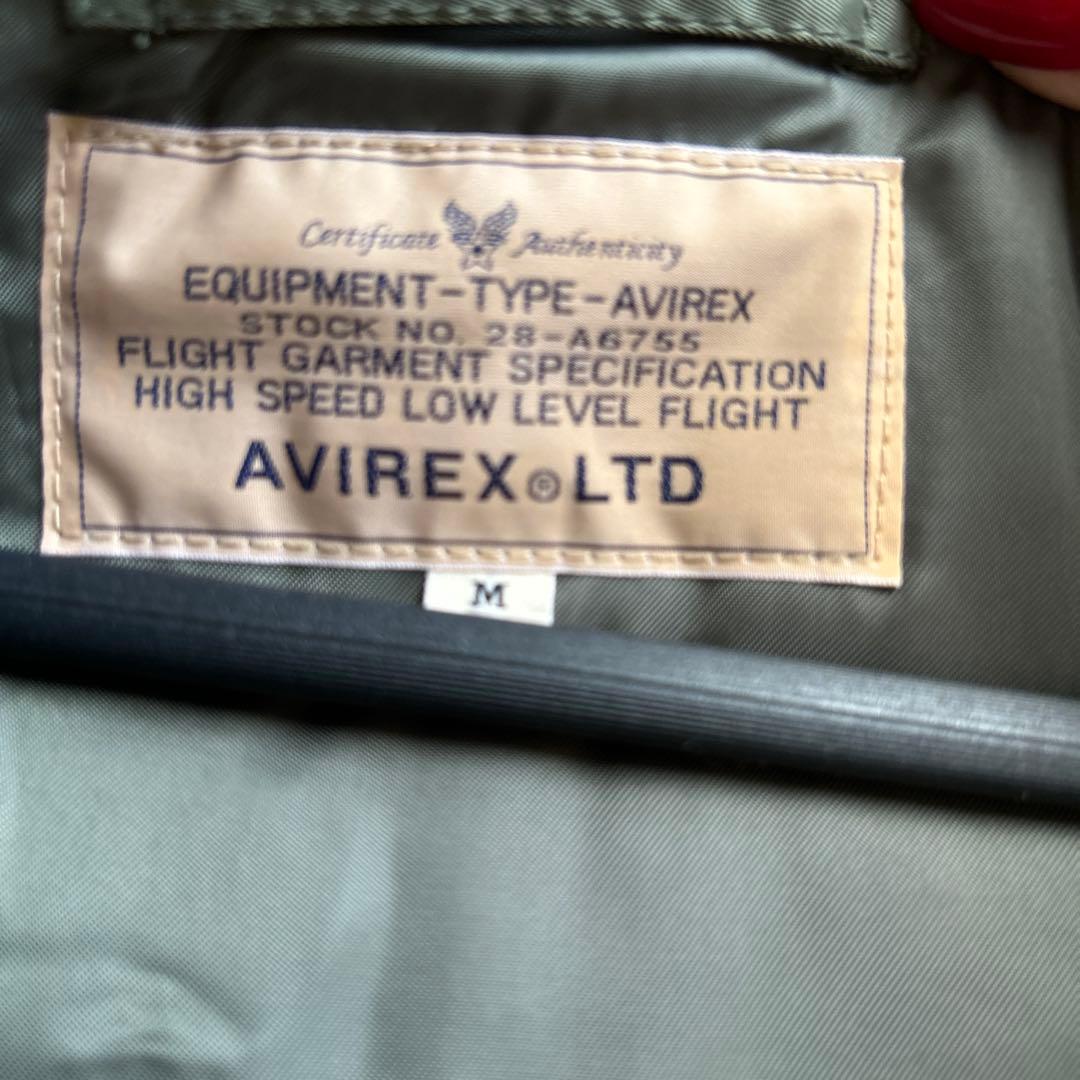 Certificate Authenticity
EQUIPMENT-TYPE-AVIREX
STOCK NO. 28-A6755
FLIGHT GARMENT SPECIFICATION
HIGH SPEED LOW LEVEL FLIGHT
AVIREX®LTD
M